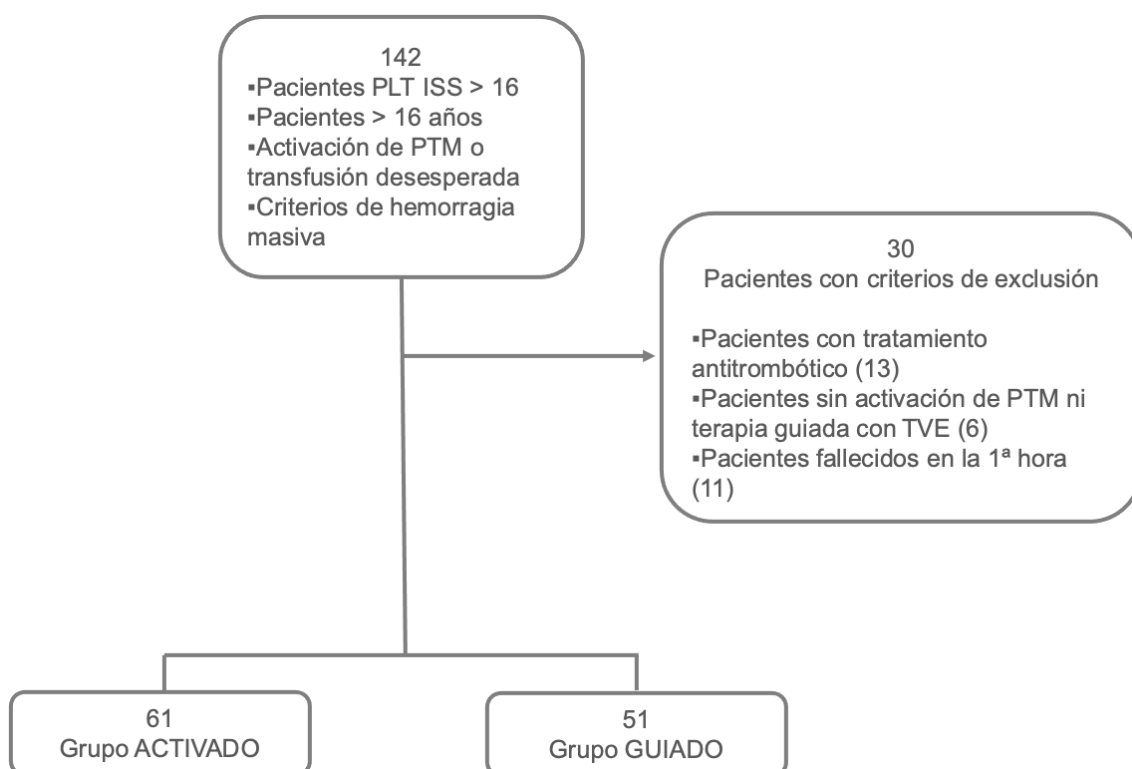 142
▪Pacientes PLT ISS > 16
▪Pacientes > 16 años
▪Activación de PTM o
transfusión desesperada
▪Criterios de hemorragia
masiva
30
Pacientes con criterios de exclusión
▪Pacientes con tratamiento
antitrombótico (13)
▪Pacientes sin activación de PTM ni
terapia guiada con TVE (6)
▪Pacientes fallecidos en la 1ª hora
(11)
61
Grupo ACTIVADO
51
Grupo GUIADO